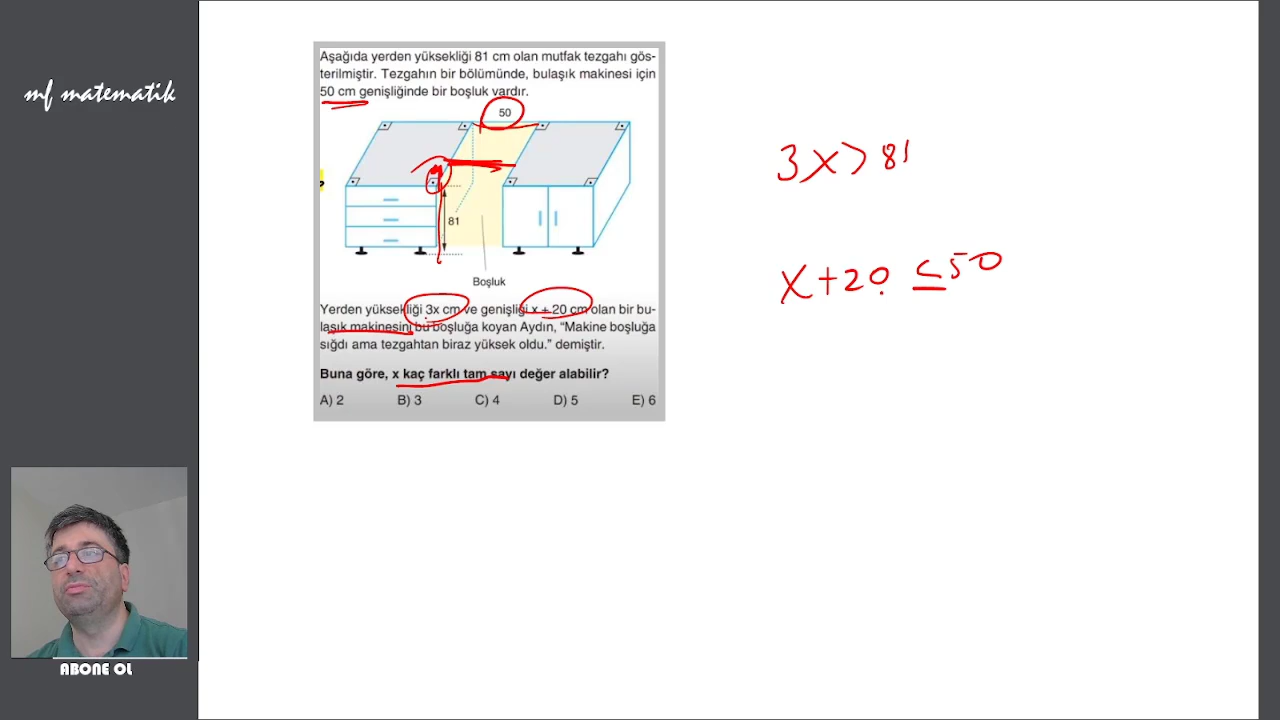 mf matematik
Aşağıda yerden yüksekliği 81 cm olan mutfak tezgahı gös-
terilmiştir. Tezgahın bir bölümünde, bulaşık makinesi için
50 cm genişliğinde bir boşluk vardır.
50
81
Boşluk
Yerden yüksekliği 3x cm ve genişliği x + 20 cm olan bir bu-
laşık makinesini bu boşluğa koyan Aydın, “Makine boşluğa
sığdı ama tezgahtan biraz yüksek oldu.” demiştir.
Buna göre, x kaç farklı tam sayı değer alabilir?
A) 2 B) 3 C) 4 D) 5 E) 6
3x > 81
x + 20 ≤ 50
ABONE OL